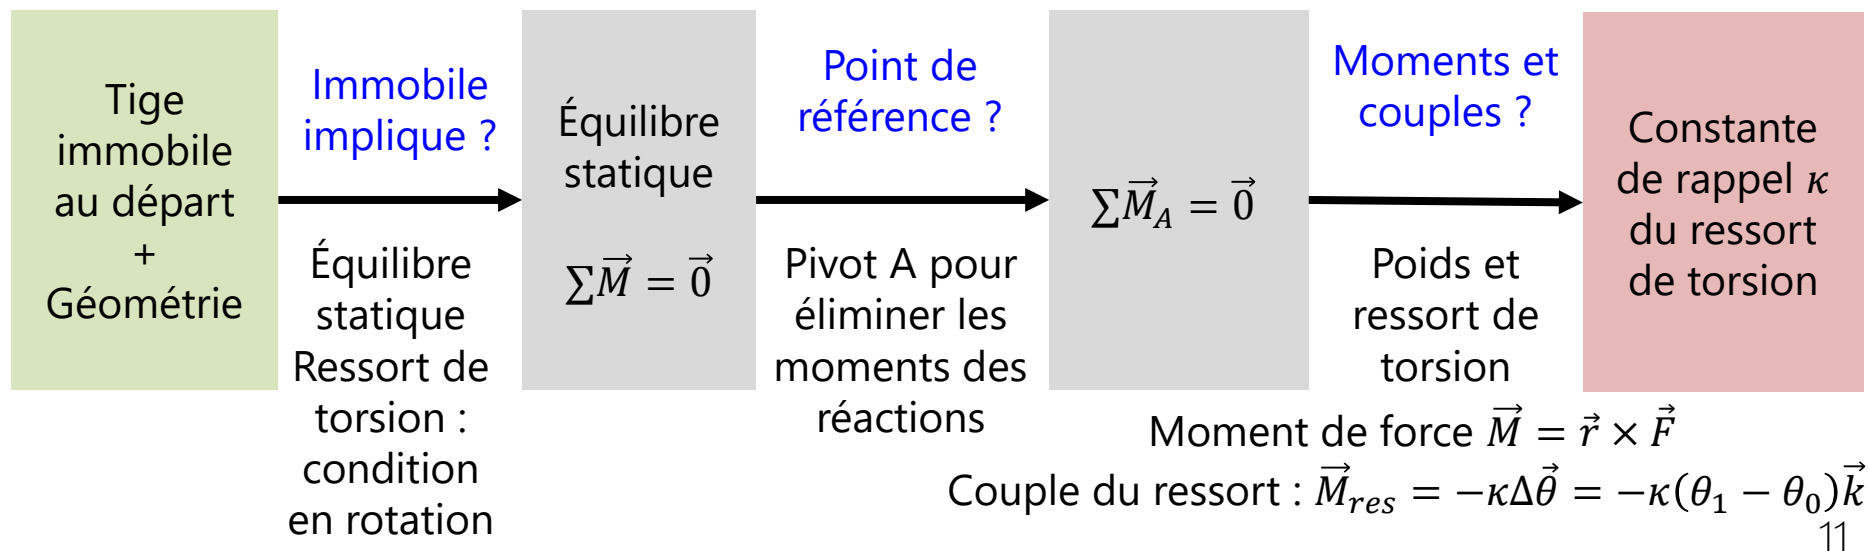 Tige
immobile
au départ
+
Géométrie
Immobile
implique ?
Équilibre
statique
Ressort de
torsion :
condition
en rotation
Équilibre
statique
∑M⃗ = 0⃗
Point de
référence ?
Pivot A pour
éliminer les
moments des
réactions
∑M⃗_A = 0⃗
Moments et
couples ?
Poids et
ressort de
torsion
Constante
de rappel κ
du ressort
de torsion
Moment de force M⃗ = r⃗ × F⃗
Couple du ressort : M⃗_res = −κΔθ⃗ = −κ(θ₁ − θ₀)k⃗
11